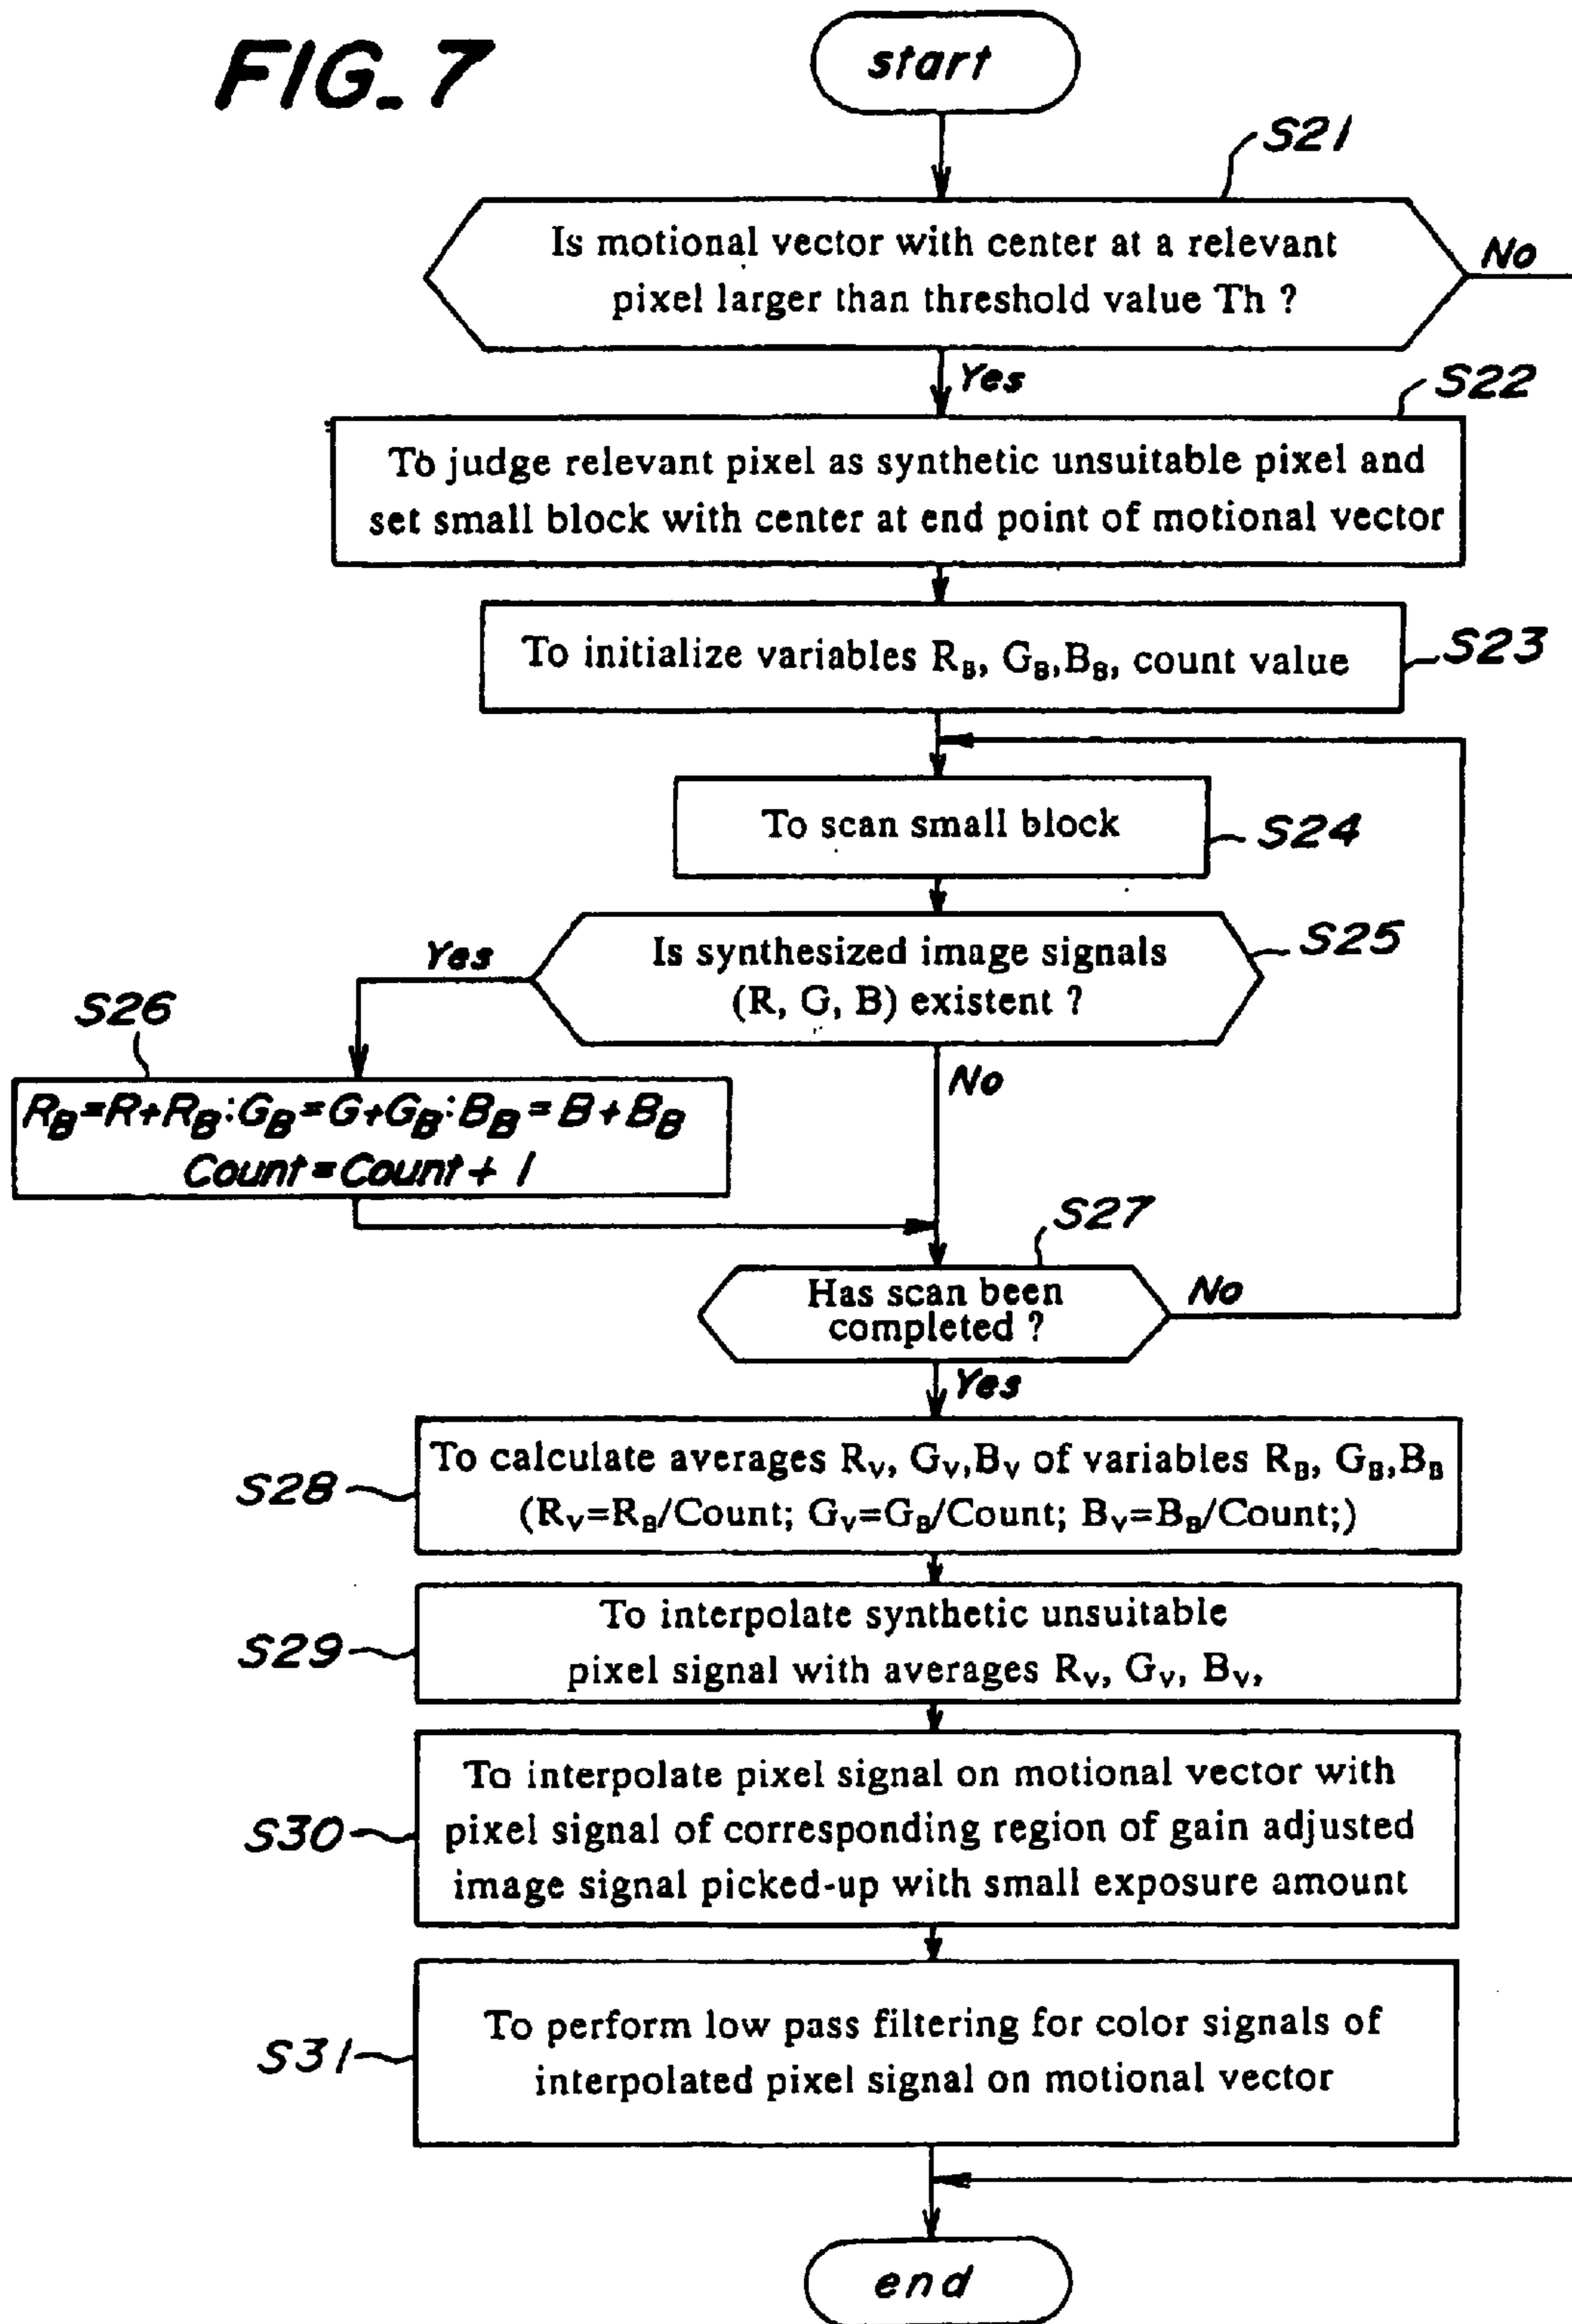 FIG_7
start
S21
Is motional vector with center at a relevant
pixel larger than threshold value Th ?
No
Yes
S22
To judge relevant pixel as synthetic unsuitable pixel and
set small block with center at end point of motional vector
To initialize variables R_B, G_B,B_B, count value
S23
To scan small block
S24
Yes
Is synthesized image signals
(R, G, B) existent ?
S25
S26
No
R_B=R+R_B:G_B=G+G_B:B_B=B+B_B
Count=Count+1
S27
Has scan been
completed ?
No
Yes
S28
To calculate averages R_V, G_V,B_V of variables R_B, G_B,B_B
(R_V=R_B/Count; G_V=G_B/Count; B_V=B_B/Count;)
S29
To interpolate synthetic unsuitable
pixel signal with averages R_V, G_V, B_V,
S30
To interpolate pixel signal on motional vector with
pixel signal of corresponding region of gain adjusted
image signal picked-up with small exposure amount
S31
To perform low pass filtering for color signals of
interpolated pixel signal on motional vector
end